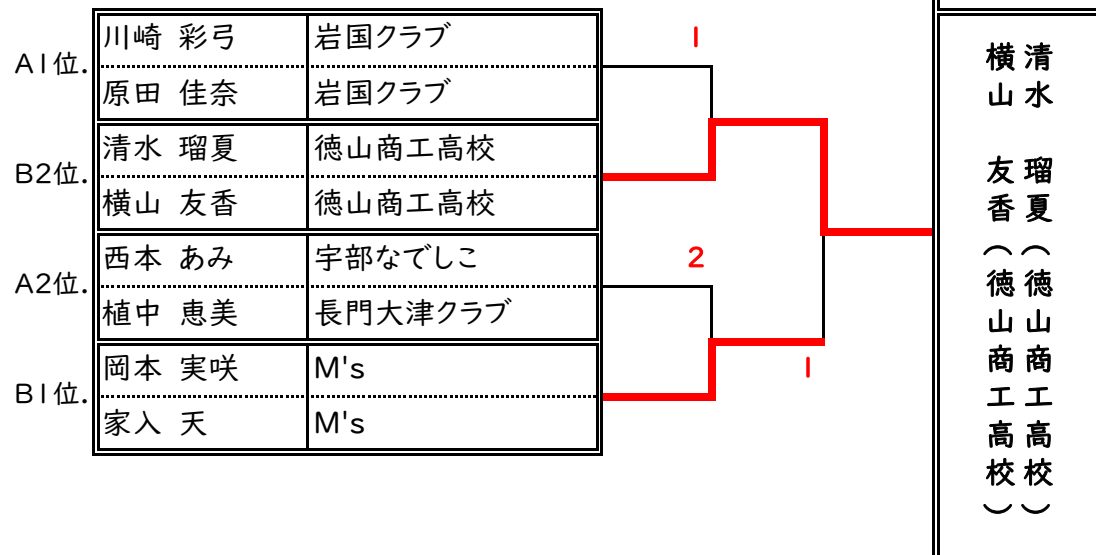 A1位.
川崎 彩弓 岩国クラブ
原田 佳奈 岩国クラブ
B2位.
清水 瑠夏 徳山商工高校
横山 友香 徳山商工高校
A2位.
西本 あみ 宇部なでしこ
植中 恵美 長門大津クラブ
B1位.
岡本 実咲 M's
家入 天 M's
1
2
1
清水 瑠夏(徳山商工高校)
横山 友香(徳山商工高校)